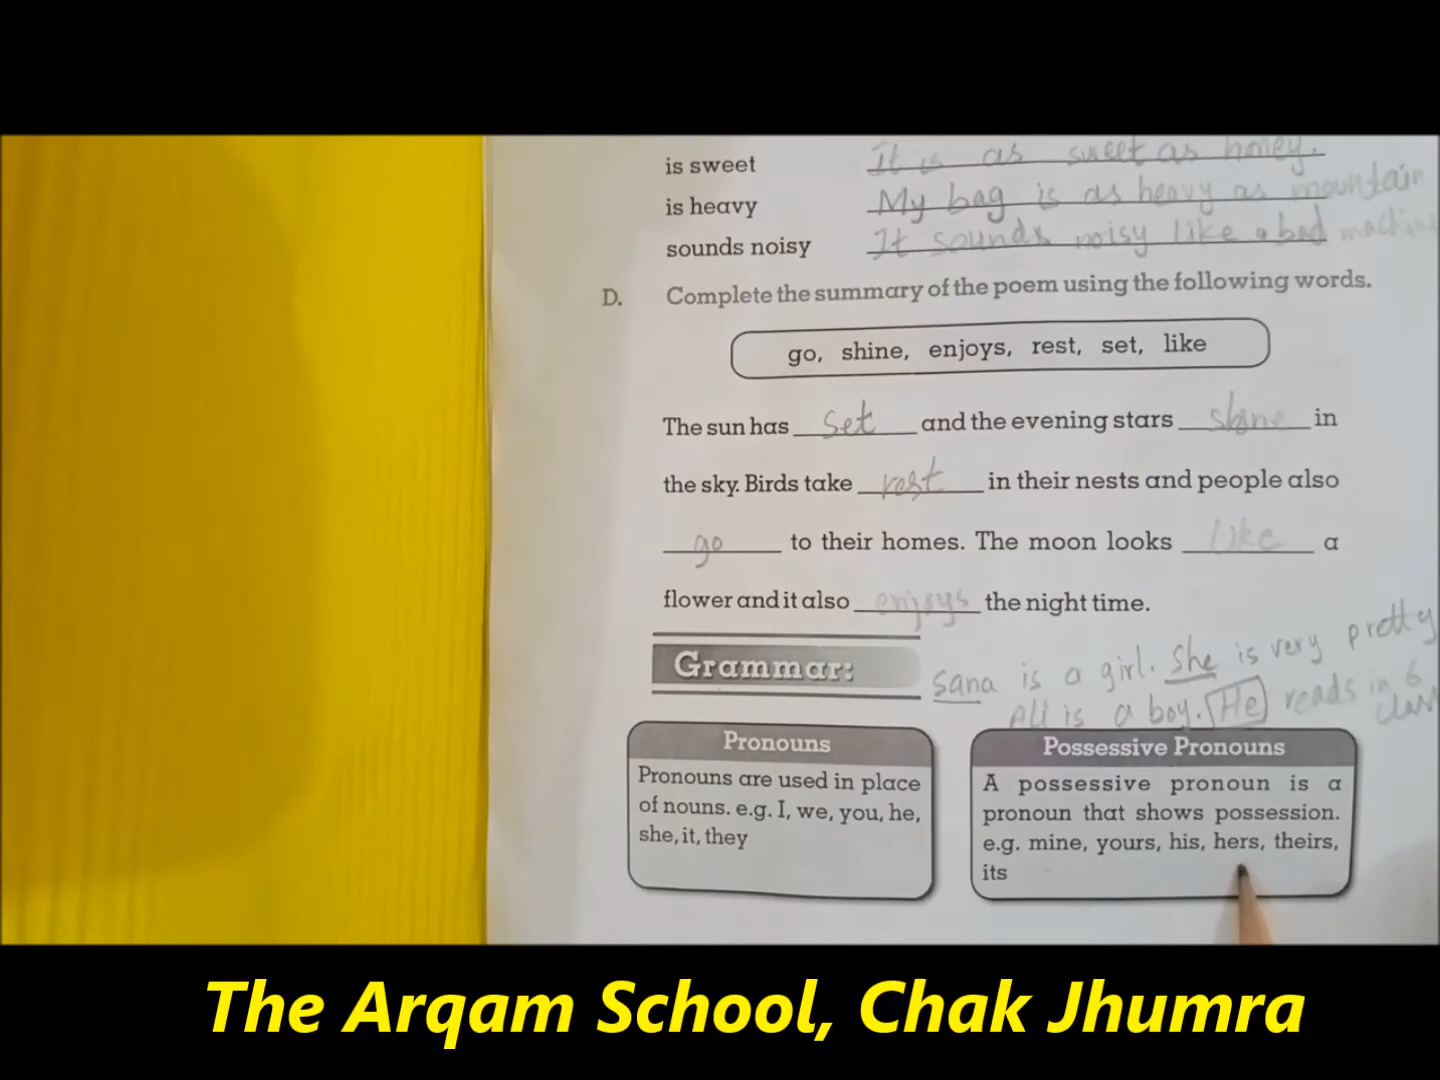 is sweet It is as sweet as honey.
is heavy My bag is as heavy as mountain
sounds noisy It sounds noisy like a bad
D. Complete the summary of the poem using the following words.
go, shine, enjoys, rest, set, like
The sun has set and the evening stars shine in
the sky. Birds take rest in their nests and people also
go to their homes. The moon looks like a
flower and it also enjoys the night time.
Grammar:
Sana is a girl. She is very pretty
Ali is a boy. He reads in 6
class
Pronouns
Pronouns are used in place
of nouns. e.g. I, we, you, he,
she, it, they
Possessive Pronouns
A possessive pronoun is a
pronoun that shows possession.
e.g. mine, yours, his, hers, theirs,
its
The Arqam School, Chak Jhumra